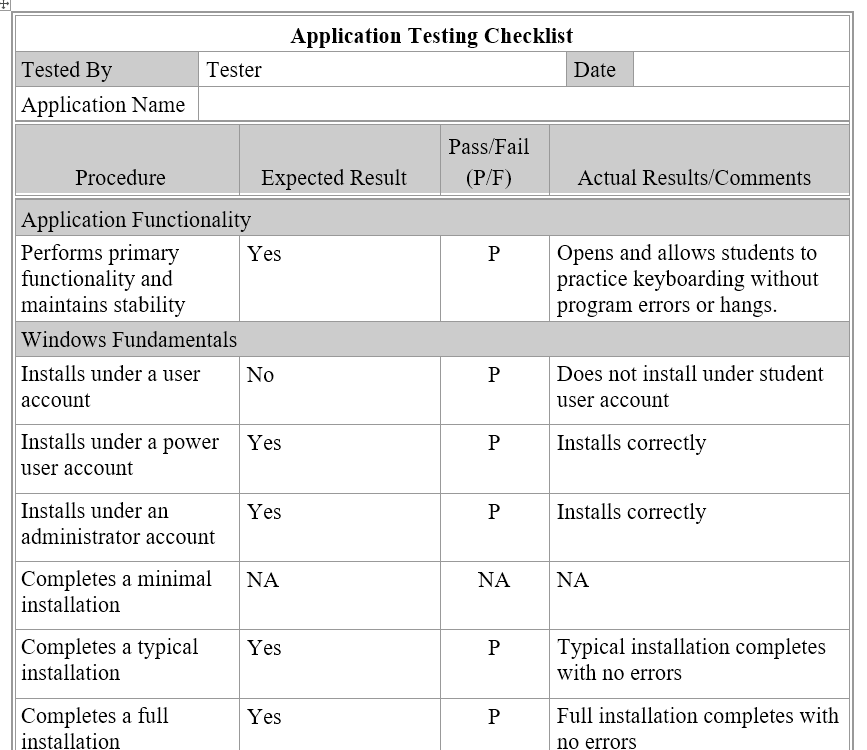 Application Testing Checklist
Tested By Tester Date
Application Name
Procedure Expected Result Pass/Fail
(P/F) Actual Results/Comments
Application Functionality
Performs primary
functionality and
maintains stability
Yes
P
Opens and allows students to
practice keyboarding without
program errors or hangs.
Windows Fundamentals
Installs under a user
account
No
P
Does not install under student
user account
Installs under a power
user account
Yes
P
Installs correctly
Installs under an
administrator account
Yes
P
Installs correctly
Completes a minimal
installation
NA
NA
NA
Completes a typical
installation
Yes
P
Typical installation completes
with no errors
Completes a full
installation
Yes
P
Full installation completes with
no errors